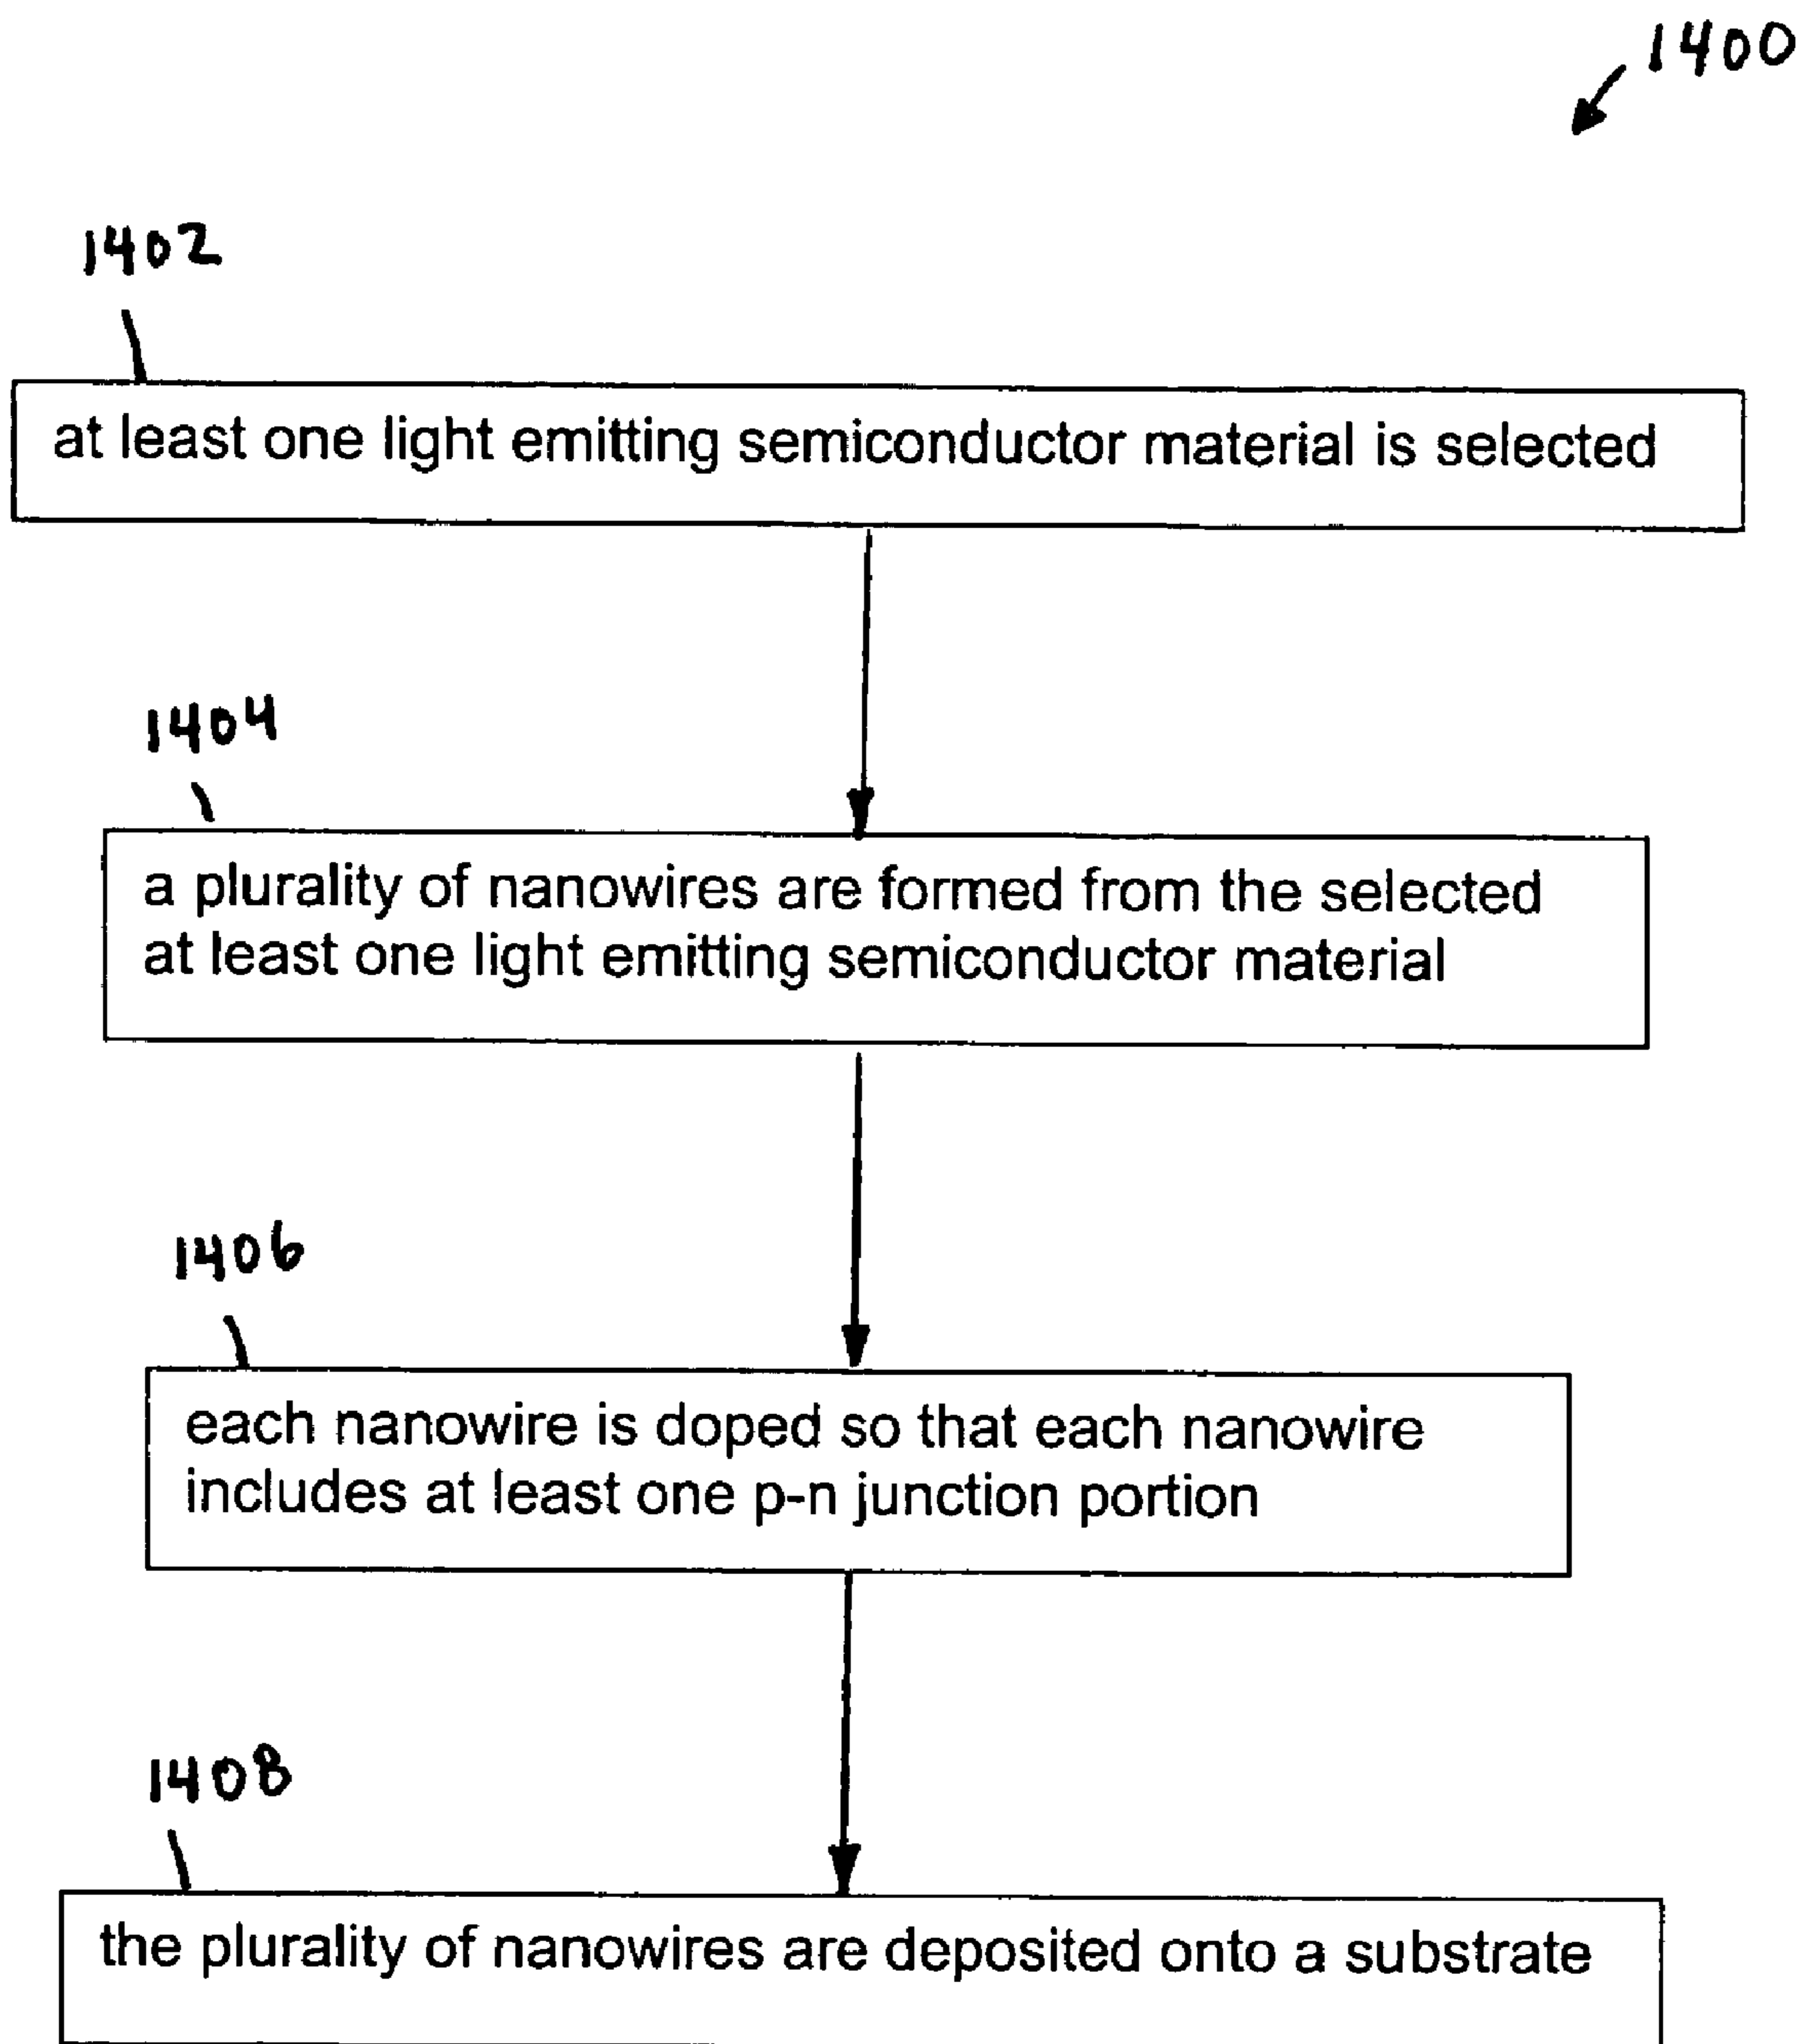 1400
1402
at least one light emitting semiconductor material is selected
1404
a plurality of nanowires are formed from the selected
at least one light emitting semiconductor material
1406
each nanowire is doped so that each nanowire
includes at least one p-n junction portion
1408
the plurality of nanowires are deposited onto a substrate